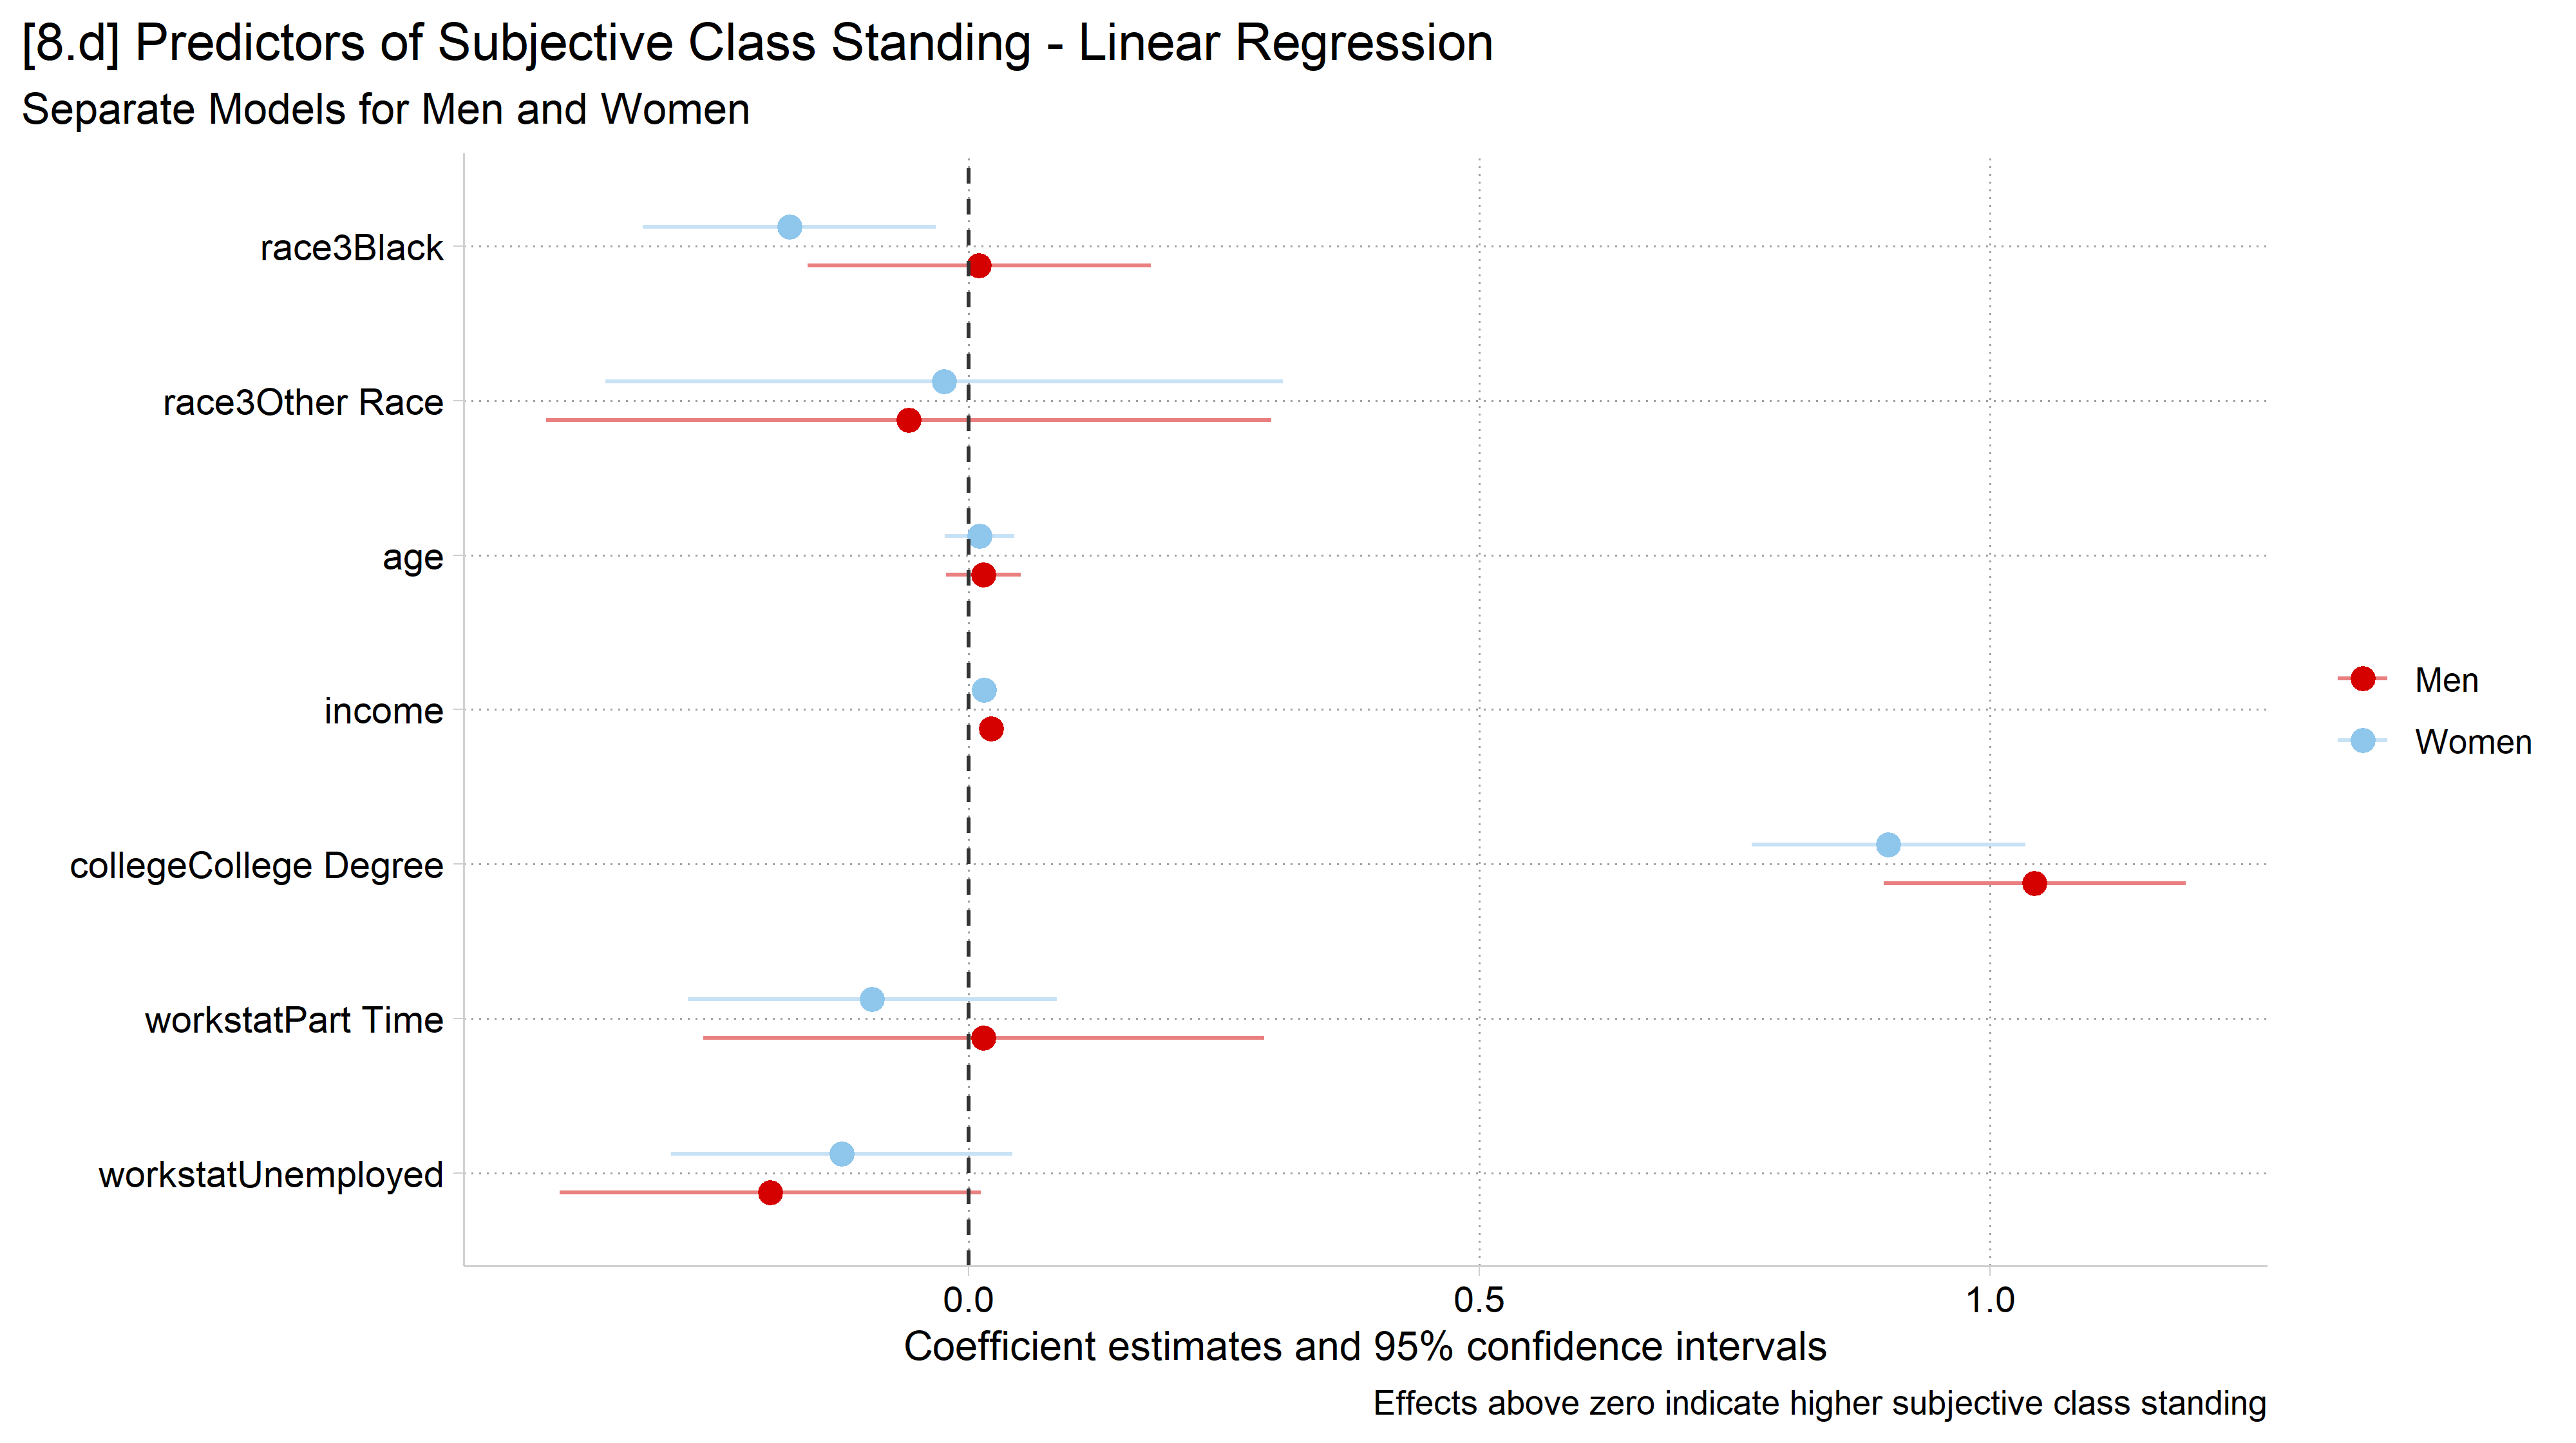 [8.d] Predictors of Subjective Class Standing - Linear Regression
Separate Models for Men and Women
race3Black
race3Other Race
age
income
collegeCollege Degree
workstatPart Time
workstatUnemployed
0.0
0.5
1.0
Coefficient estimates and 95% confidence intervals
Effects above zero indicate higher subjective class standing
Men
Women